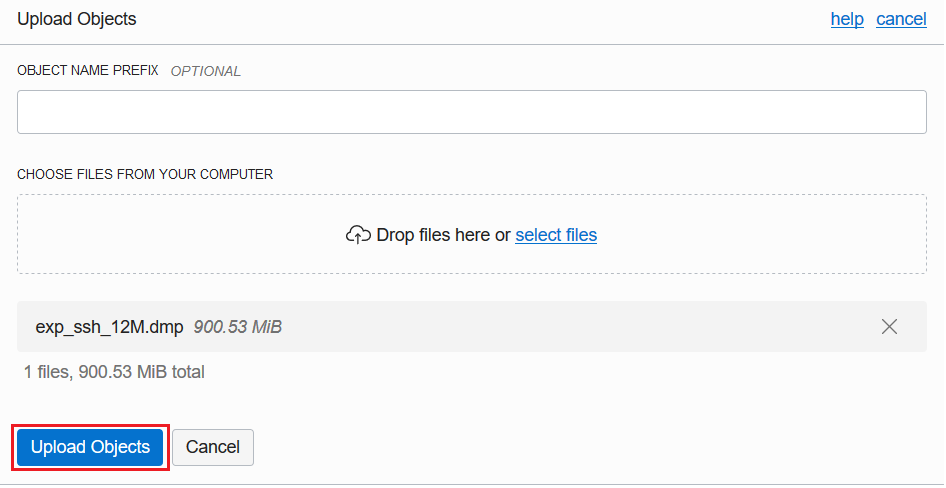 Upload Objects help cancel
OBJECT NAME PREFIX OPTIONAL
CHOOSE FILES FROM YOUR COMPUTER
Drop files here or select files
exp_ssh_12M.dmp 900.53 MiB
1 files, 900.53 MiB total
Upload Objects Cancel